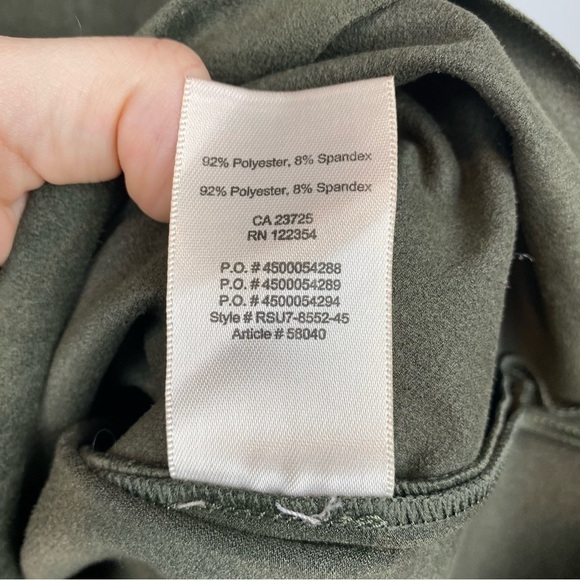 92% Polyester, 8% Spandex
92% Polyester, 8% Spandex
CA 23725
RN 122354
P.O. # 4500054288
P.O. # 4500054289
P.O. # 4500054294
Style # RSU7-8552-45
Article # 58040